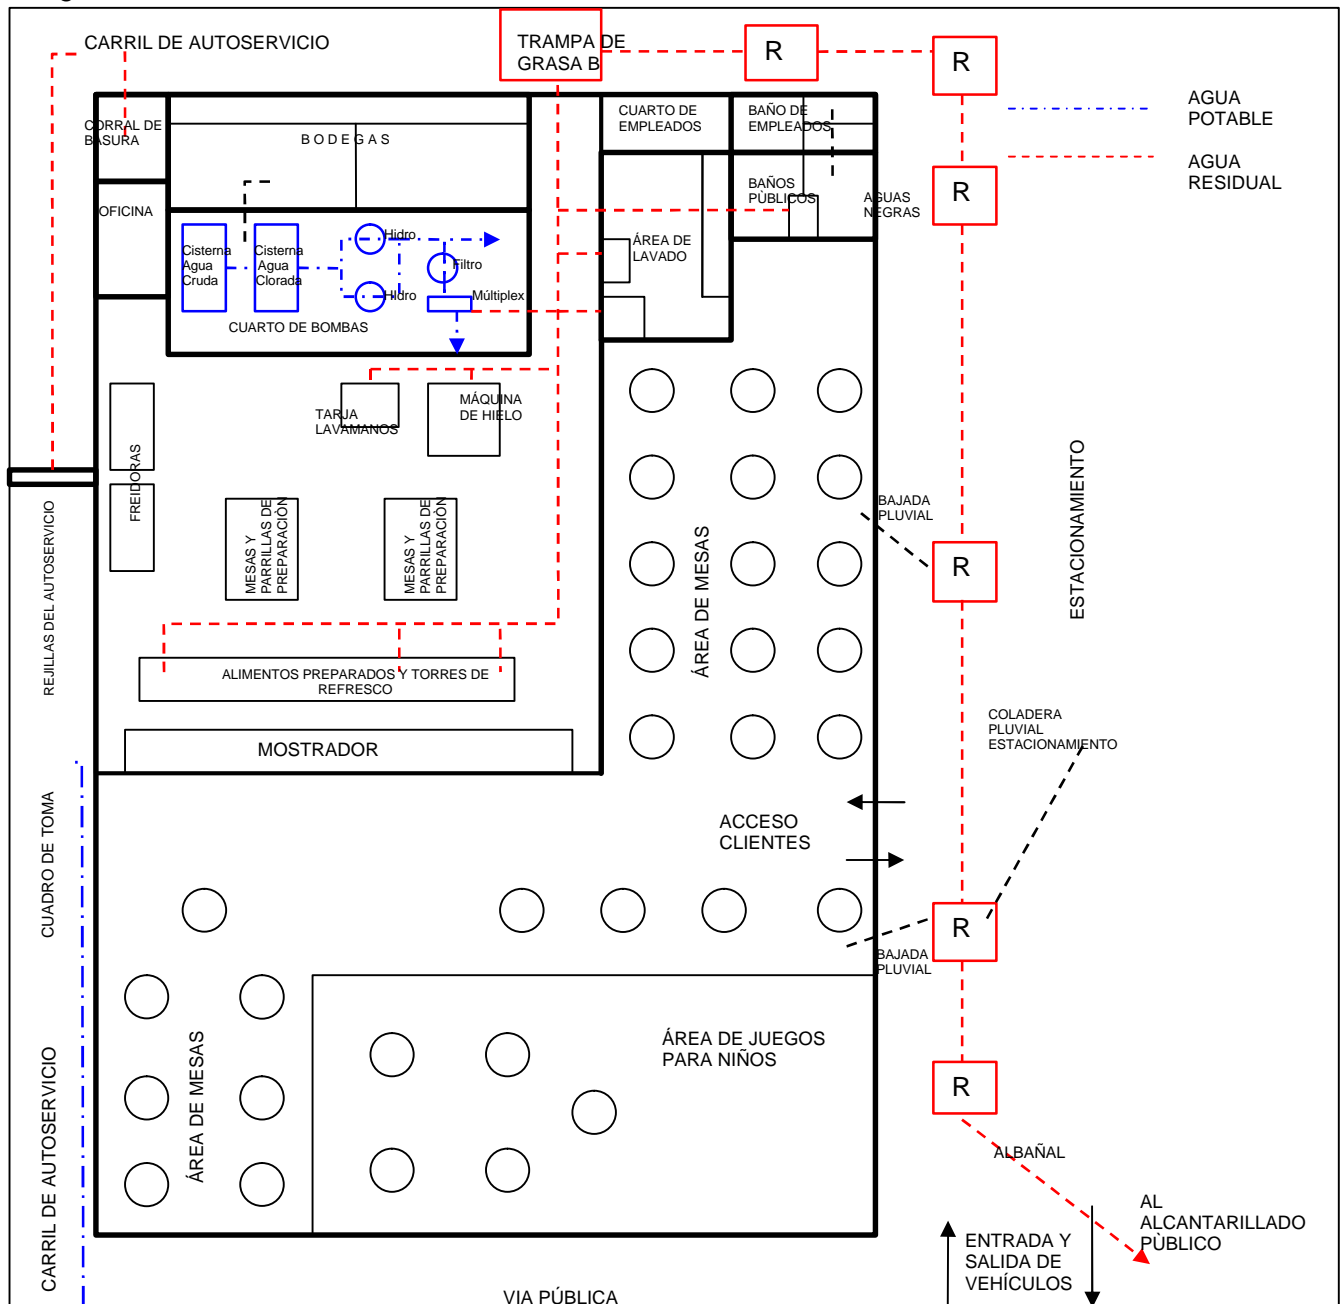 CARRIL DE AUTOSERVICIO
TRAMPA DE
GRASA B
R
R
AGUA
POTABLE
AGUA
RESIDUAL
CORRAL DE
BASURA
B O D E G A S
CUARTO DE
EMPLEADOS
BAÑO DE
EMPLEADOS
R
BAÑOS
PÙBLICOS
AGUAS
NEGRAS
OFICINA
Cisterna
Agua
Cruda
Cisterna
Agua
Clorada
Hidro
Filtro
HIdro
Múltiplex
ÁREA DE
LAVADO
CUARTO DE BOMBAS
TARJA
LAVAMANOS
MÁQUINA
DE HIELO
FREIDORAS
MESAS Y
PARRILLAS DE
PREPARACIÒN
MESAS Y
PARRILLAS DE
PREPARACIÒN
ÁREA DE MESAS
BAJADA
PLUVIAL
R
ESTACIONAMIENTO
REJILLAS DEL AUTOSERVICIO
ALIMENTOS PREPARADOS Y TORRES DE
REFRESCO
MOSTRADOR
COLADERA
PLUVIAL
ESTACIONAMIENTO
CUADRO DE TOMA
ACCESO
CLIENTES
R
BAJADA
PLUVIAL
CARRIL DE AUTOSERVICIO
ÁREA DE MESAS
ÁREA DE JUEGOS
PARA NIÑOS
R
ALBAÑAL
AL
ALCANTARILLADO
PÙBLICO
ENTRADA Y
SALIDA DE
VEHÍCULOS
VIA PÚBLICA